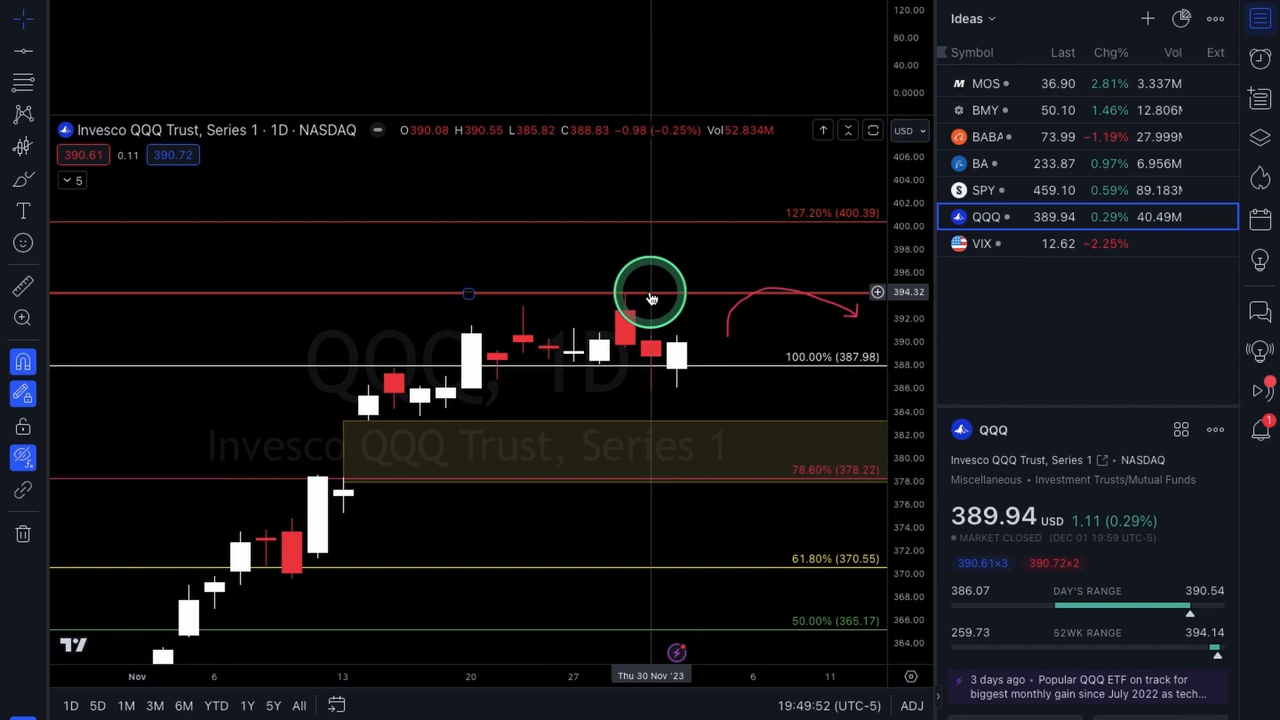 120.00
80.00
40.00
0.0000
Invesco QQQ Trust, Series 1 · 1D · NASDAQ
O390.08 H390.55 L385.82 C388.83 −0.98 (−0.25%) Vol52.834M
USD
390.61 0.11 390.72
5
406.00
404.00
402.00
400.00
398.00
396.00
394.32
392.00
390.00
388.00
386.00
384.00
382.00
380.00
378.00
376.00
374.00
372.00
370.00
368.00
366.00
364.00
127.20% (400.39)
100.00% (387.98)
78.60% (378.22)
61.80% (370.55)
50.00% (365.17)
QQQ, 1D
Invesco QQQ Trust, Series 1
Nov 6 13 20 27 Thu 30 Nov '23 6 11
1D 5D 1M 3M 6M YTD 1Y 5Y All
19:49:52 (UTC-5) ADJ
Ideas
Symbol Last Chg% Vol Ext
MOS 36.90 2.81% 3.337M
BMY 50.10 1.46% 12.806M
BABA 73.99 −1.19% 27.999M
BA 233.87 0.97% 6.956M
SPY 459.10 0.59% 89.183M
QQQ 389.94 0.29% 40.49M
VIX 12.62 −2.25%
QQQ
Invesco QQQ Trust, Series 1 • NASDAQ
Miscellaneous • Investment Trusts/Mutual Funds
389.94 USD 1.11 (0.29%)
MARKET CLOSED (DEC 01 19:59 UTC-5)
390.61×3 390.72×2
386.07 DAY'S RANGE 390.54
259.73 52WK RANGE 394.14
3 days ago • Popular QQQ ETF on track for
biggest monthly gain since July 2022 as tech...
1